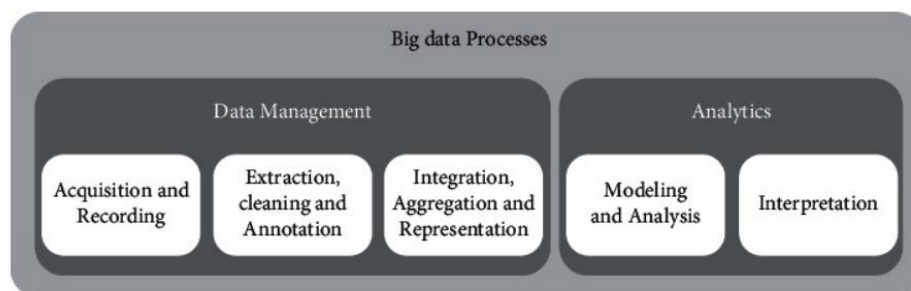 Big data Processes
Data Management
Analytics
Acquisition and
Recording
Extraction,
cleaning and
Annotation
Integration,
Aggregation and
Representation
Modeling
and Analysis
Interpretation